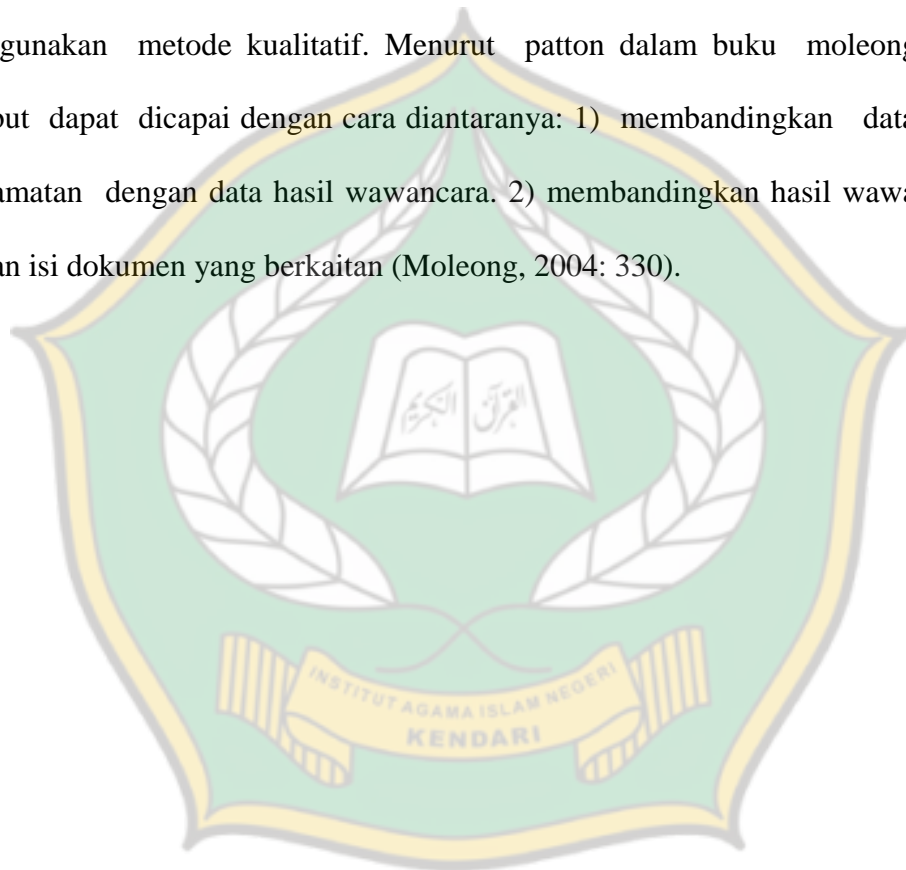 gunakan metode kualitatif. Menurut patton dalam buku moleong
but dapat dicapai dengan cara diantaranya: 1) membandingkan data
amatan dengan data hasil wawancara. 2) membandingkan hasil wawa
an isi dokumen yang berkaitan (Moleong, 2004: 330).
القرآن الكريم
INSTITUT AGAMA ISLAM NEGERI
KENDARI